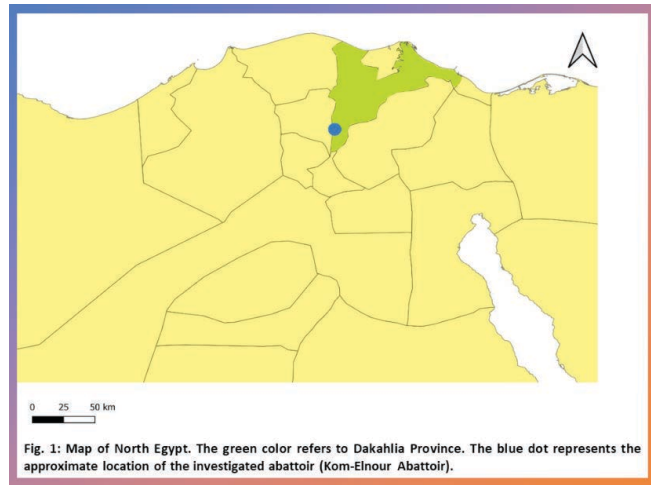 0 25 50 km
Fig. 1: Map of North Egypt. The green color refers to Dakahlia Province. The blue dot represents the
approximate location of the investigated abattoir (Kom-Elnour Abattoir).